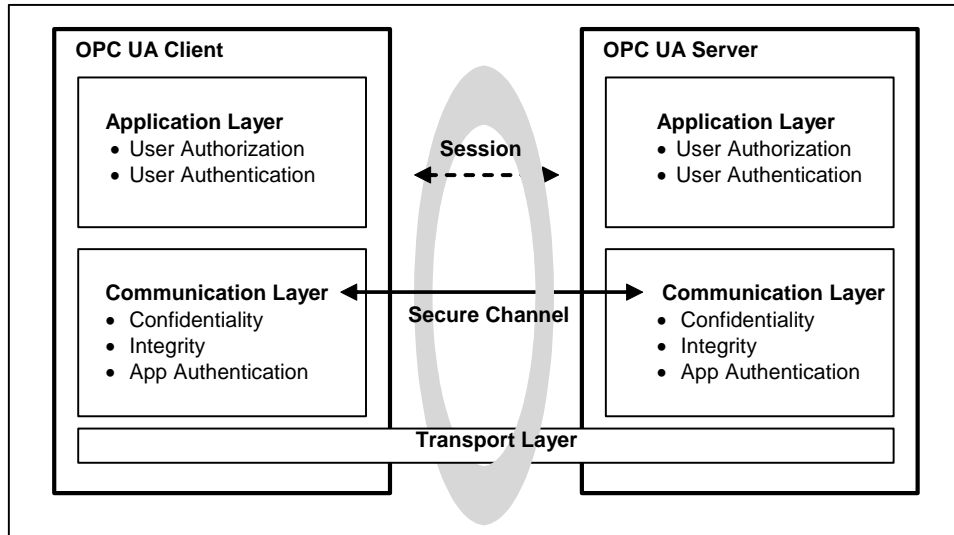 OPC UA Client
Application Layer
• User Authorization
• User Authentication
Communication Layer
• Confidentiality
• Integrity
• App Authentication
Session
Secure Channel
Transport Layer
OPC UA Server
Application Layer
• User Authorization
• User Authentication
Communication Layer
• Confidentiality
• Integrity
• App Authentication